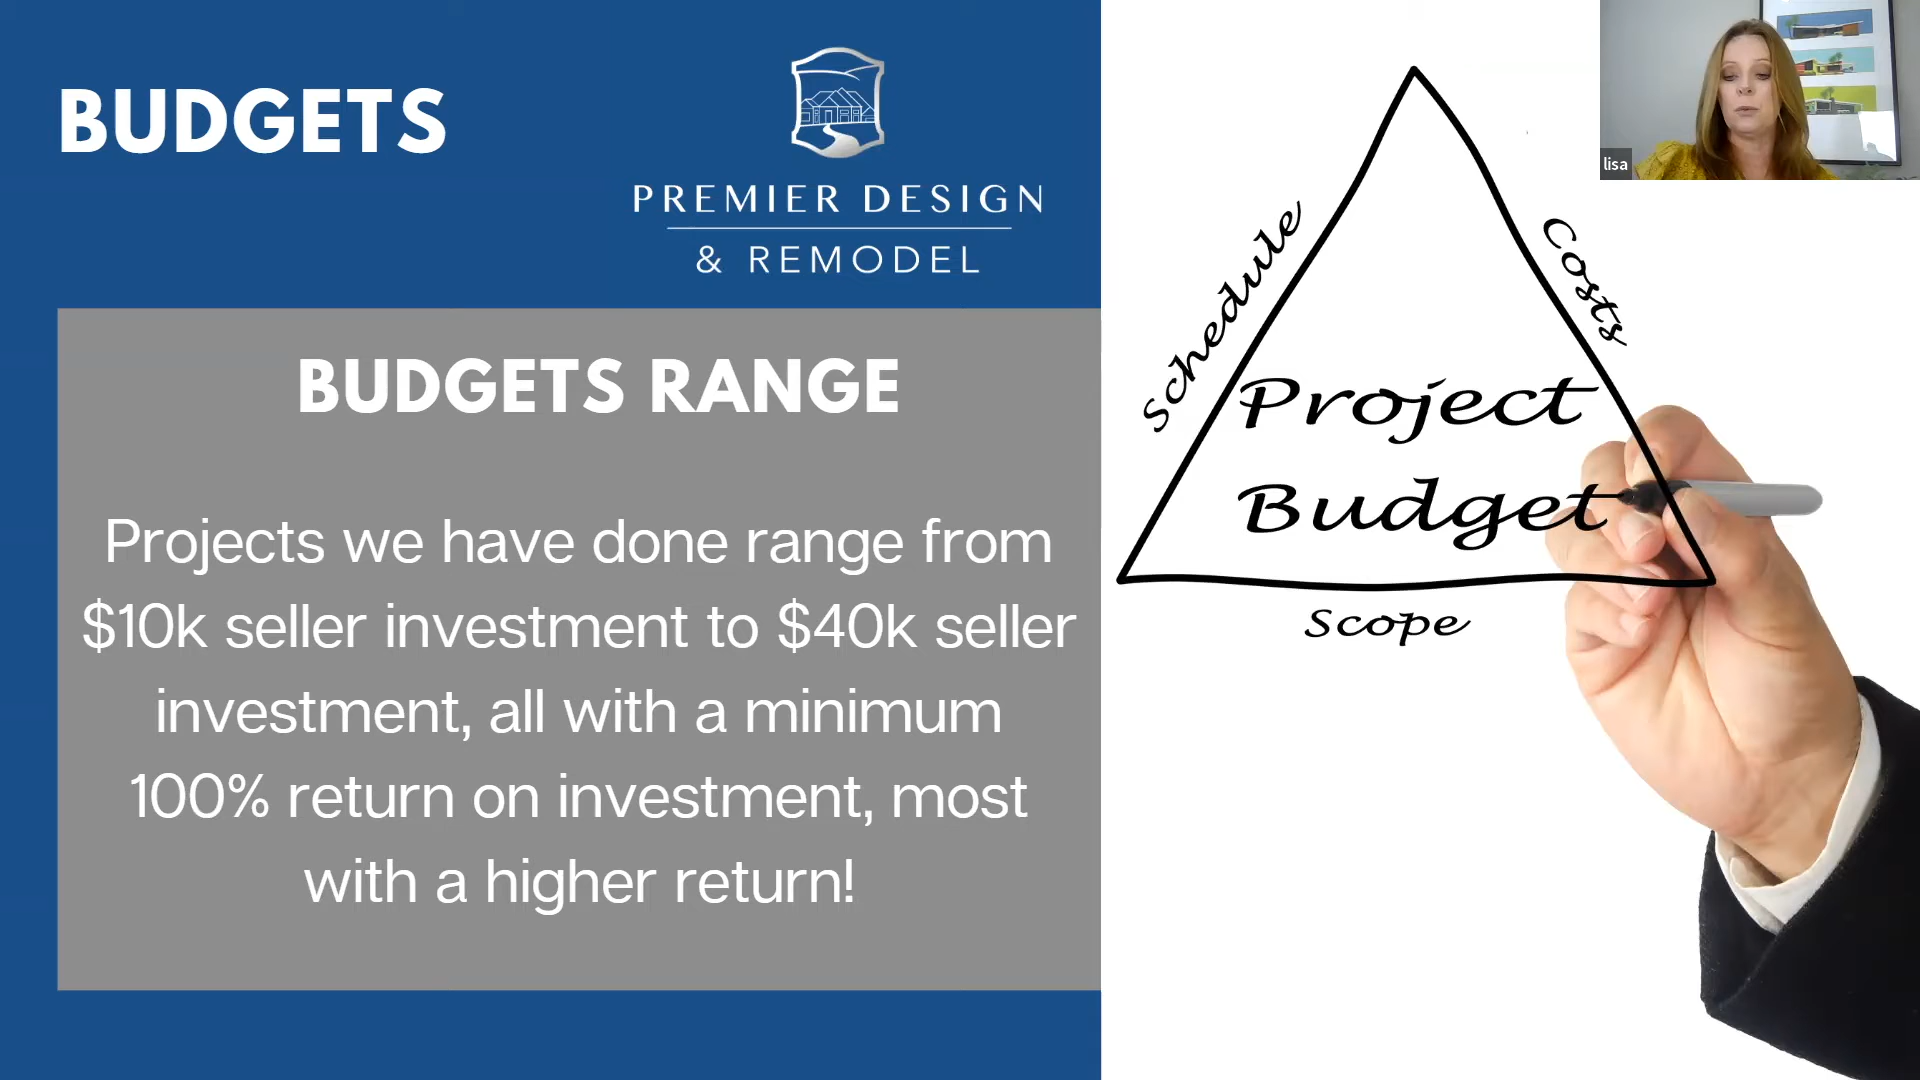 BUDGETS
PREMIER DESIGN
& REMODEL
BUDGETS RANGE
Projects we have done range from
$10k seller investment to $40k seller
investment, all with a minimum
100% return on investment, most
with a higher return!
Schedule
Costs
Project
Budget
Scope
lisa